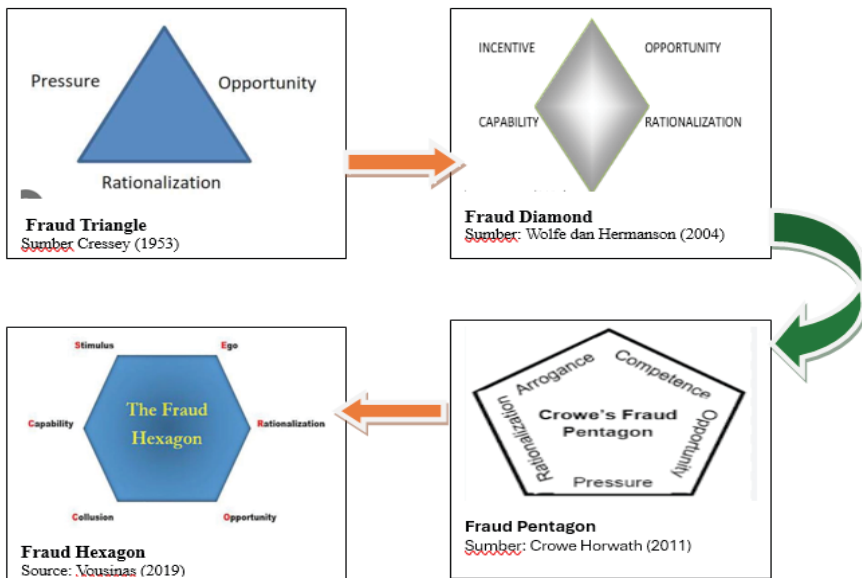 Pressure
Opportunity
Rationalization
Fraud Triangle
Sumber Cressey (1953)
INCENTIVE
OPPORTUNITY
CAPABILITY
RATIONALIZATION
Fraud Diamond
Sumber: Wolfe dan Hermanson (2004)
Arrogance
Competence
Rationalization
Crowe's Fraud
Pentagon
Opportunity
Pressure
Fraud Pentagon
Sumber: Crowe Horwath (2011)
Stimulus
Ego
Capability
The Fraud
Hexagon
Rationalization
Collusion
Opportunity
Fraud Hexagon
Source: Vousinas (2019)